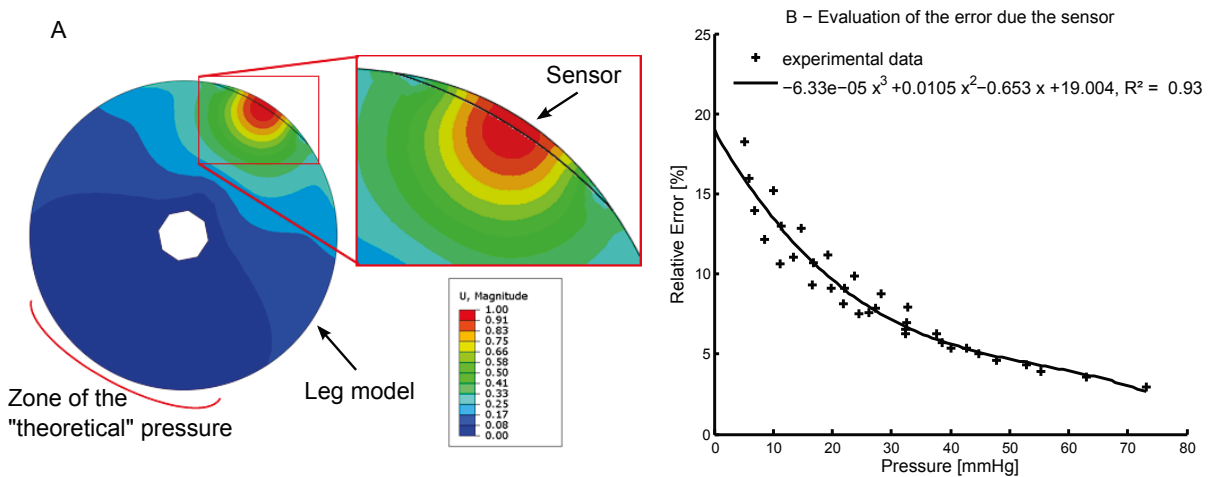 A
Sensor
U, Magnitude
1.00
0.91
0.83
0.75
0.66
0.58
0.50
0.41
0.33
0.25
0.17
0.08
0.00
Leg model
Zone of the
"theoretical" pressure
B − Evaluation of the error due the sensor
experimental data
−6.33e−05 x³ +0.0105 x²−0.653 x +19.004, R² = 0.93
Relative Error [%]
25
20
15
10
5
0
0 10 20 30 40 50 60 70 80
Pressure [mmHg]